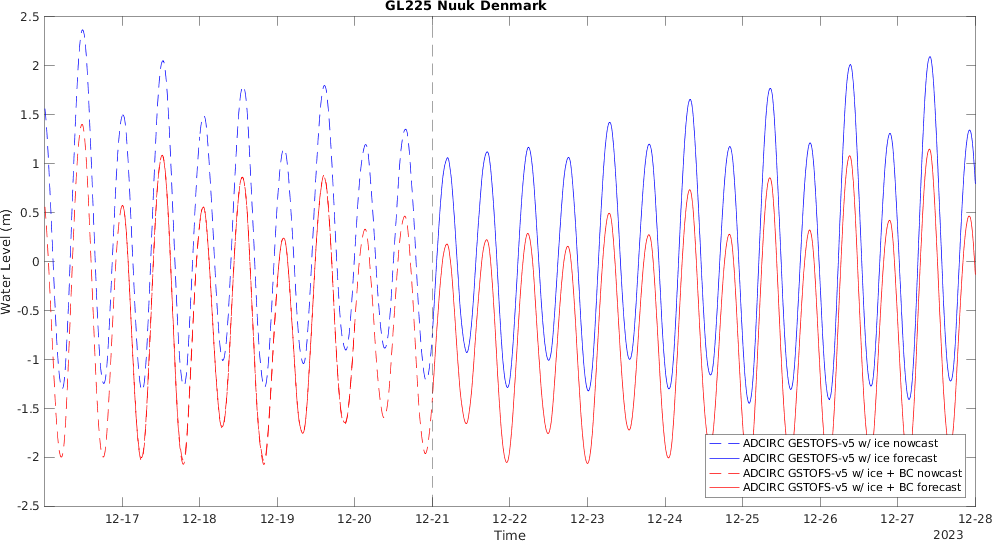 GL225 Nuuk Denmark
2.5
2
1.5
1
0.5
0
-0.5
-1
-1.5
-2
-2.5
Water Level (m)
ADCIRC GESTOFS-v5 w/ ice nowcast
ADCIRC GESTOFS-v5 w/ ice forecast
ADCIRC GSTOFS-v5 w/ ice + BC nowcast
ADCIRC GSTOFS-v5 w/ ice + BC forecast
12-17 12-18 12-19 12-20 12-21 12-22 12-23 12-24 12-25 12-26 12-27 12-28
Time
2023